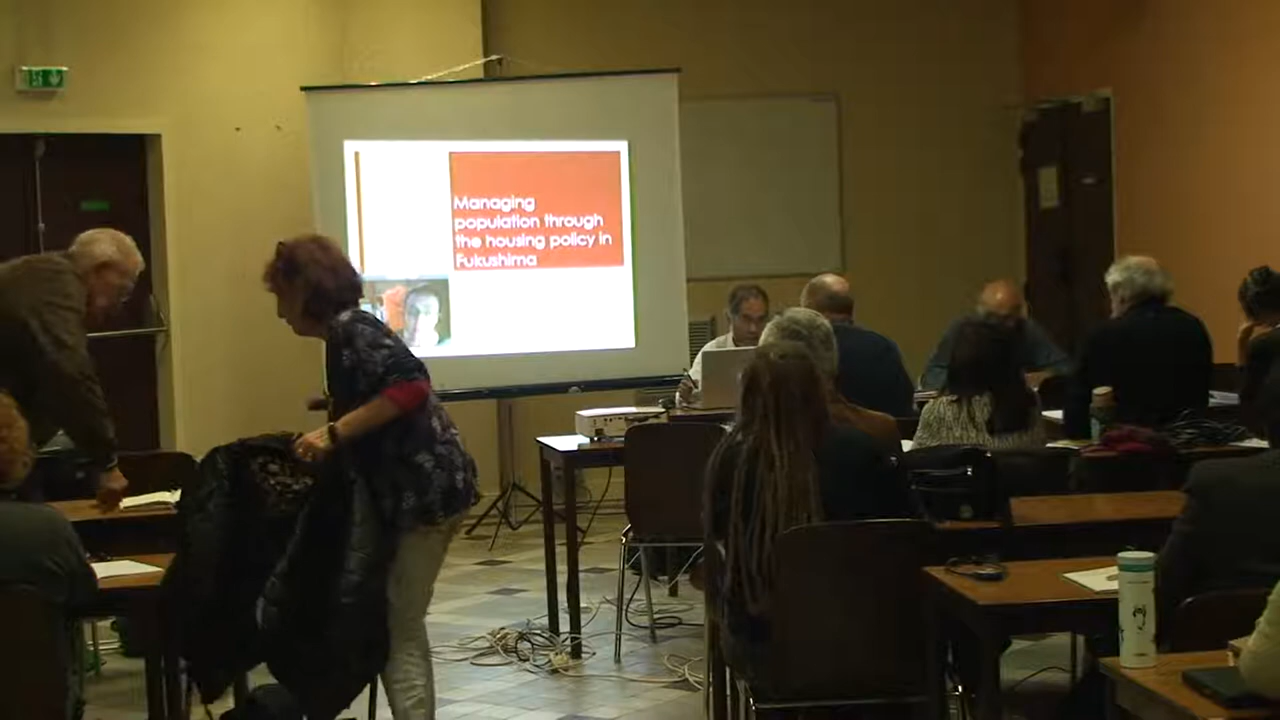 Managing
population through
the housing policy in
Fukushima